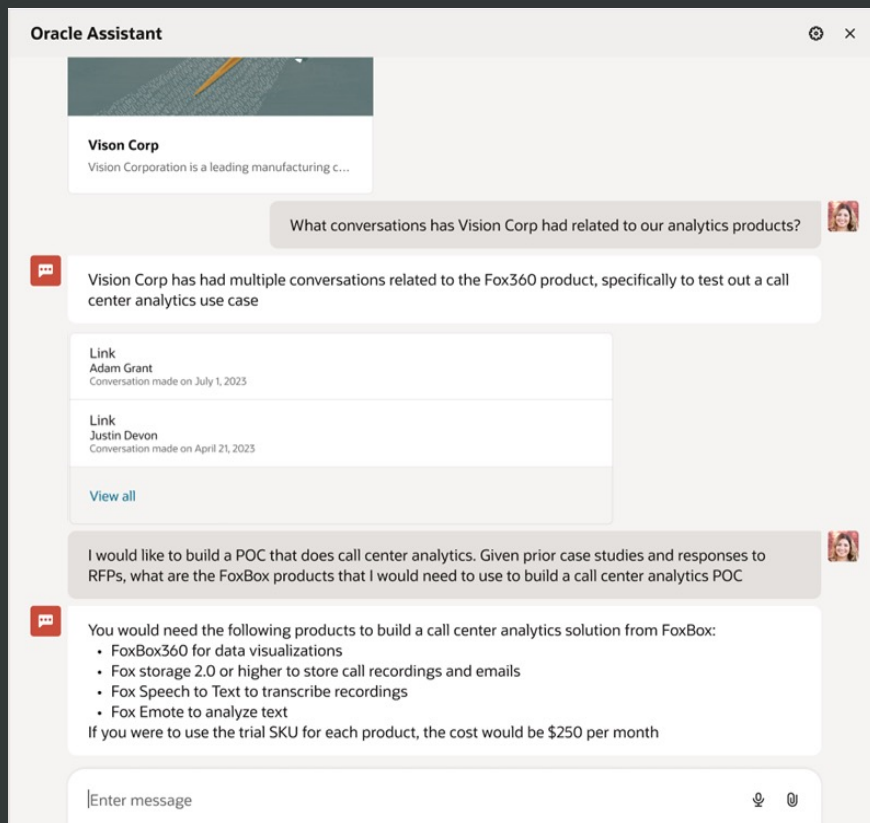 Oracle Assistant
Vison Corp
Vision Corporation is a leading manufacturing c...
What conversations has Vision Corp had related to our analytics products?
Vision Corp has had multiple conversations related to the Fox360 product, specifically to test out a call
center analytics use case
Link
Adam Grant
Conversation made on July 1, 2023
Link
Justin Devon
Conversation made on April 21, 2023
View all
I would like to build a POC that does call center analytics. Given prior case studies and responses to
RFPs, what are the FoxBox products that I would need to use to build a call center analytics POC
You would need the following products to build a call center analytics solution from FoxBox:
• FoxBox360 for data visualizations
• Fox storage 2.0 or higher to store call recordings and emails
• Fox Speech to Text to transcribe recordings
• Fox Emote to analyze text
If you were to use the trial SKU for each product, the cost would be $250 per month
Enter message